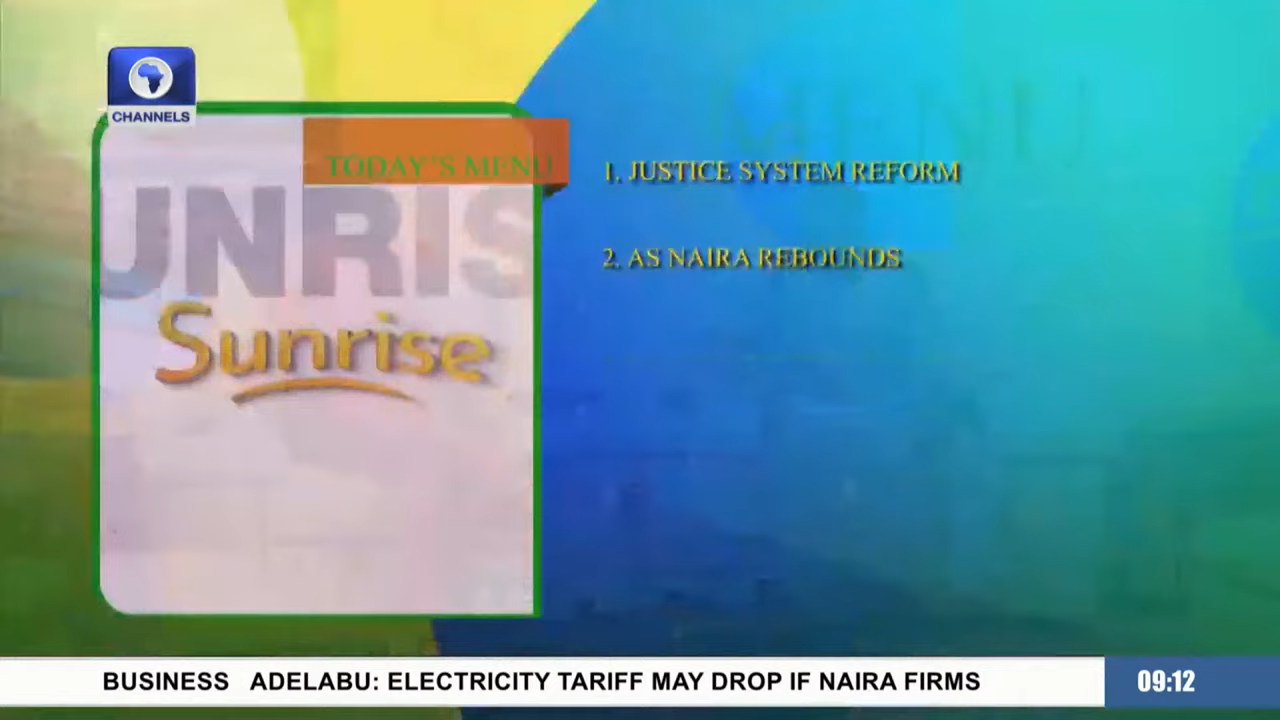 CHANNELS
TODAY'S MENU
UNRIS
Sunrise
MENU
1. JUSTICE SYSTEM REFORM
2. AS NAIRA REBOUNDS
BUSINESS ADELABU: ELECTRICITY TARIFF MAY DROP IF NAIRA FIRMS
09:12